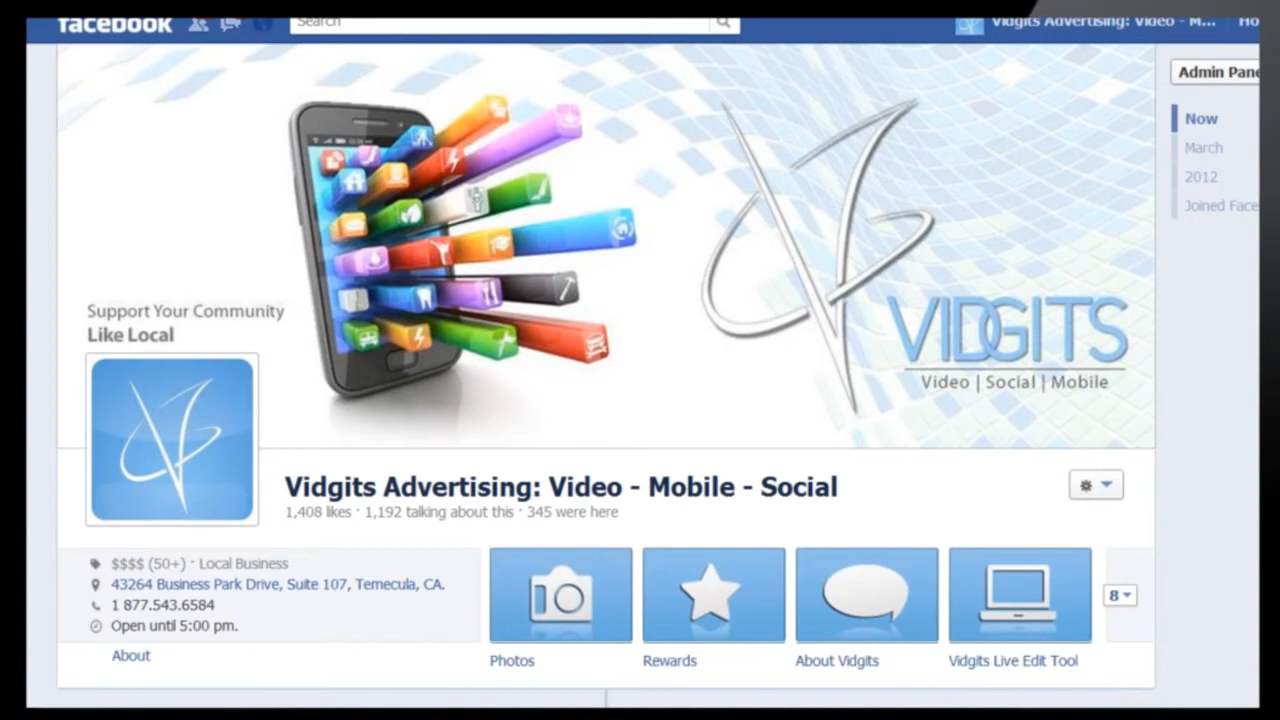 facebook
Search
Vidgits Advertising: Video - M...
Ho
Admin Pane
Now
March
2012
Joined Face
Support Your Community
Like Local
VIDGITS
Video | Social | Mobile
Vidgits Advertising: Video - Mobile - Social
1,408 likes · 1,192 talking about this · 345 were here
$$$$ (50+) · Local Business
43264 Business Park Drive, Suite 107, Temecula, CA.
1 877.543.6584
Open until 5:00 pm.
About
8
Photos
Rewards
About Vidgits
Vidgits Live Edit Tool